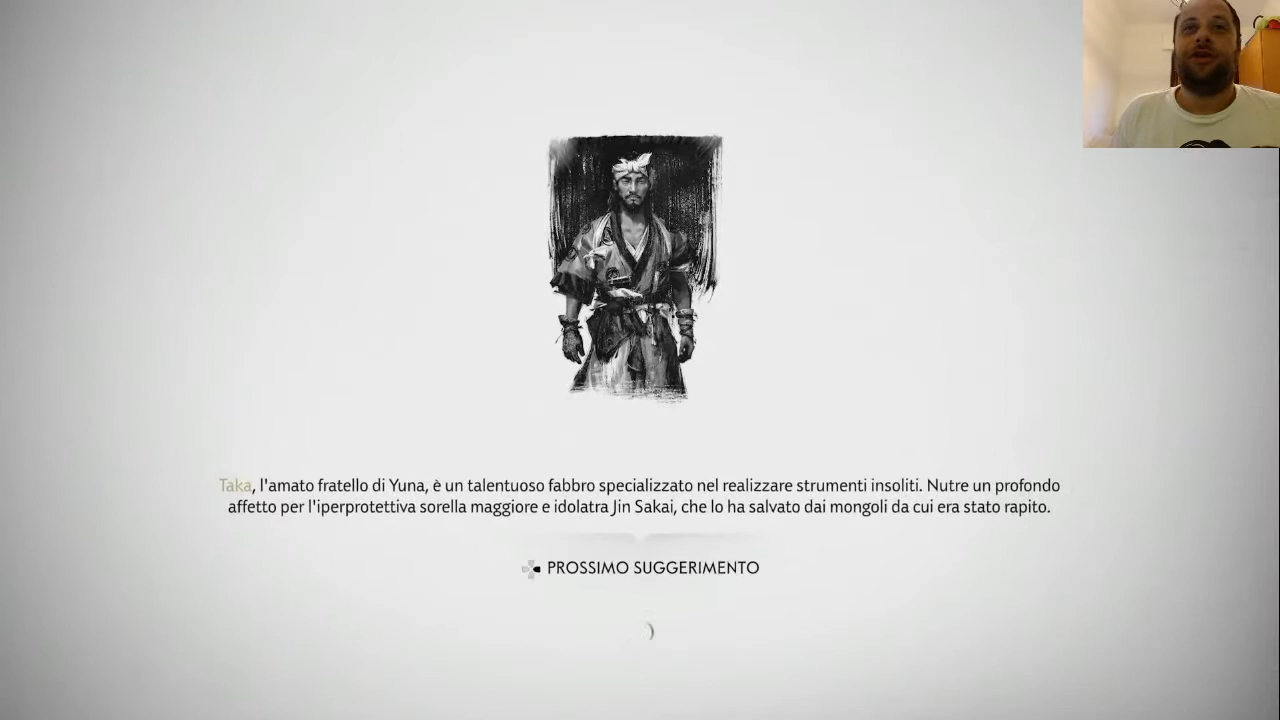 Taka, l'amato fratello di Yuna, è un talentuoso fabbro specializzato nel realizzare strumenti insoliti. Nutre un profondo
affetto per l'iperprotettiva sorella maggiore e idolatra Jin Sakai, che lo ha salvato dai mongoli da cui era stato rapito.
PROSSIMO SUGGERIMENTO